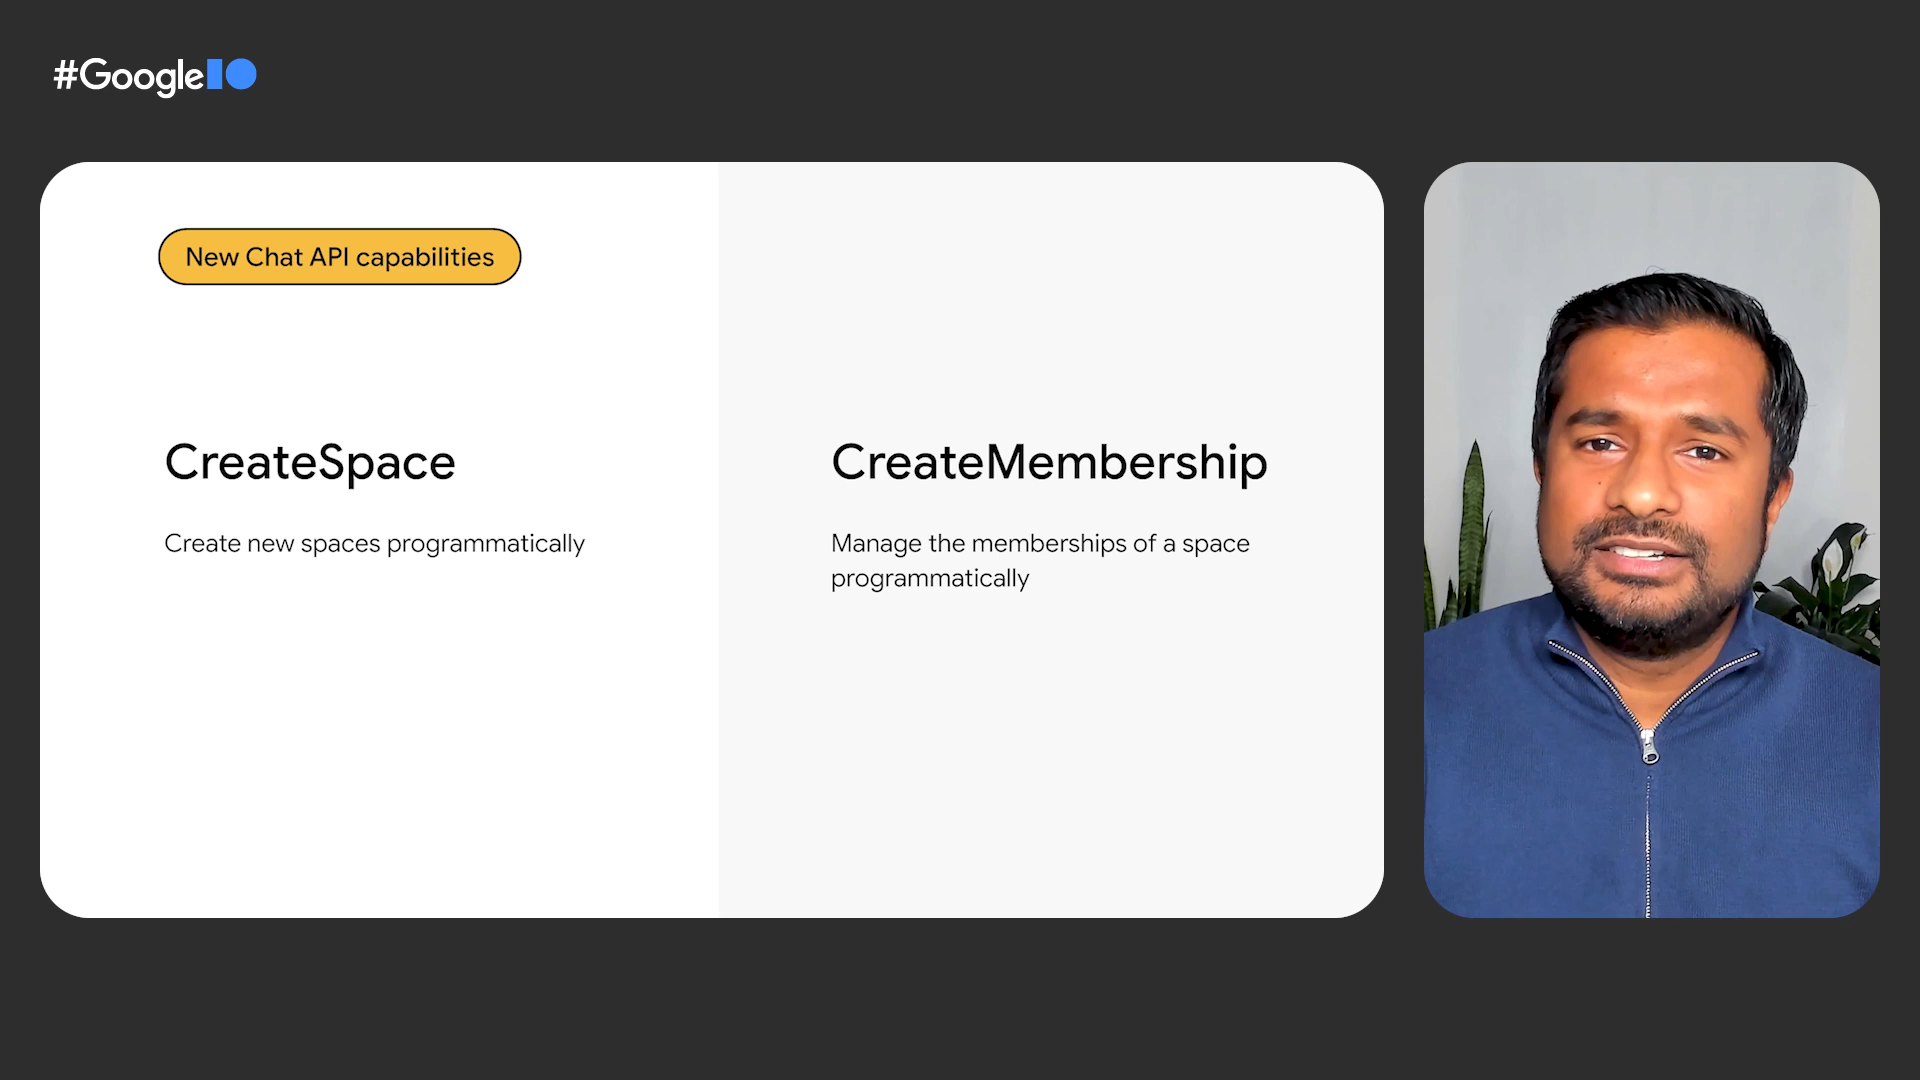 #GoogleIO
New Chat API capabilities
CreateSpace
Create new spaces programmatically
CreateMembership
Manage the memberships of a space
programmatically